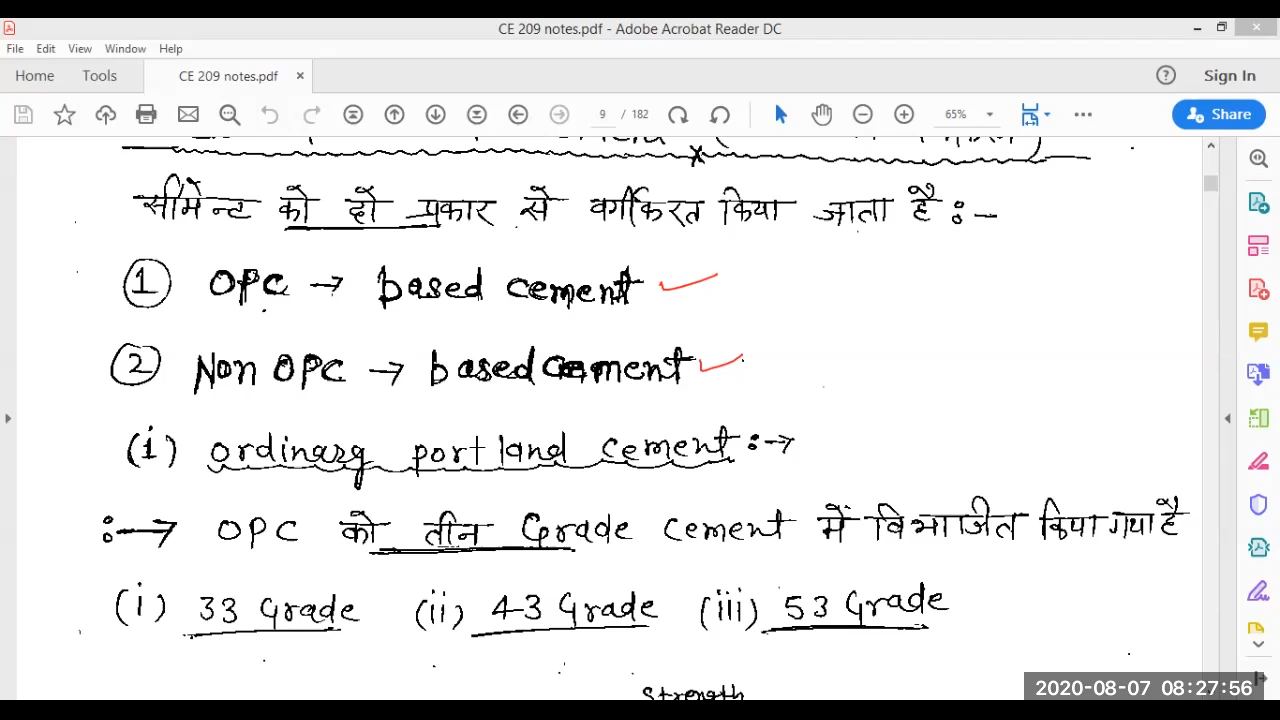 CE 209 notes.pdf - Adobe Acrobat Reader DC
File Edit View Window Help
Home Tools CE 209 notes.pdf × Sign In
9 / 182 65% Share
सीमेन्ट को दो प्रकार से वर्गीकरत किया जाता है :-
① OPC → based cement ✓
② Non OPC → based cement ✓
(i) ordinary portland cement :→
:→ OPC को तीन Grade cement में विभाजित किया गया है
(i) 33 Grade (ii) 43 Grade (iii) 53 Grade
Strength
2020-08-07 08:27:56